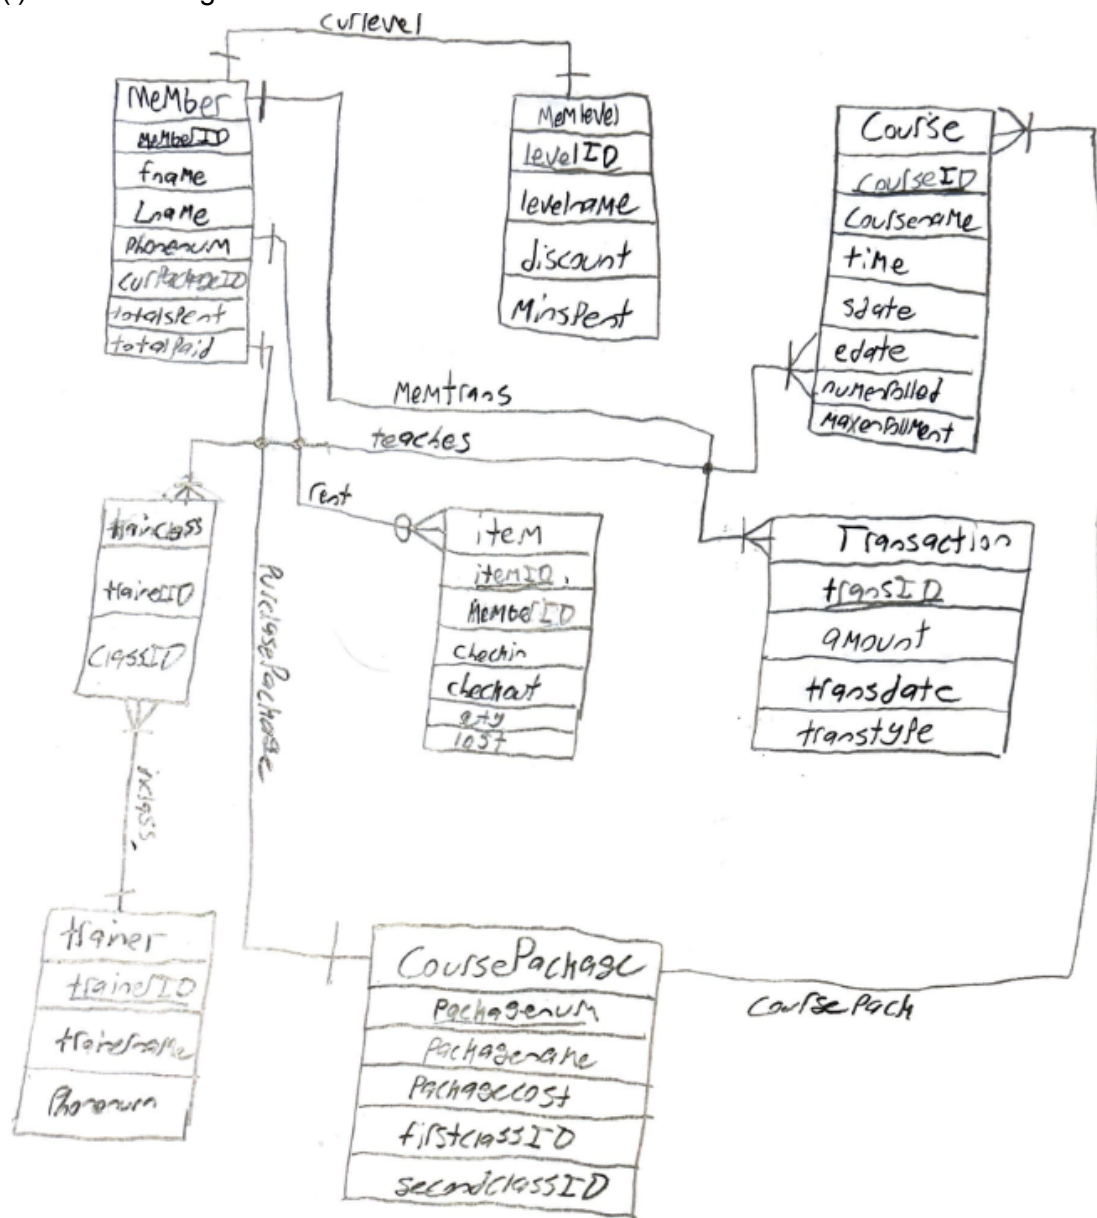 curlevel
Member
MemberID
fname
Lname
Phonenum
curPackageID
totalspent
totalPaid
Memlevel
levelID
levelname
discount
Minspent
Course
CourseID
Coursename
time
sdate
edate
numenrolled
Maxenrollment
Memtrans
teaches
rent
trainclass
trainerID
classID
PurchasePackage
item
itemID
MemberID
checkin
checkout
qty
lost
Transaction
transID
amount
transdate
transtype
inclass
trainer
trainerID
trainername
Phonenum
CoursePackage
Packagenum
Packagename
Packagecost
firstclassID
secondclassID
CoursePack